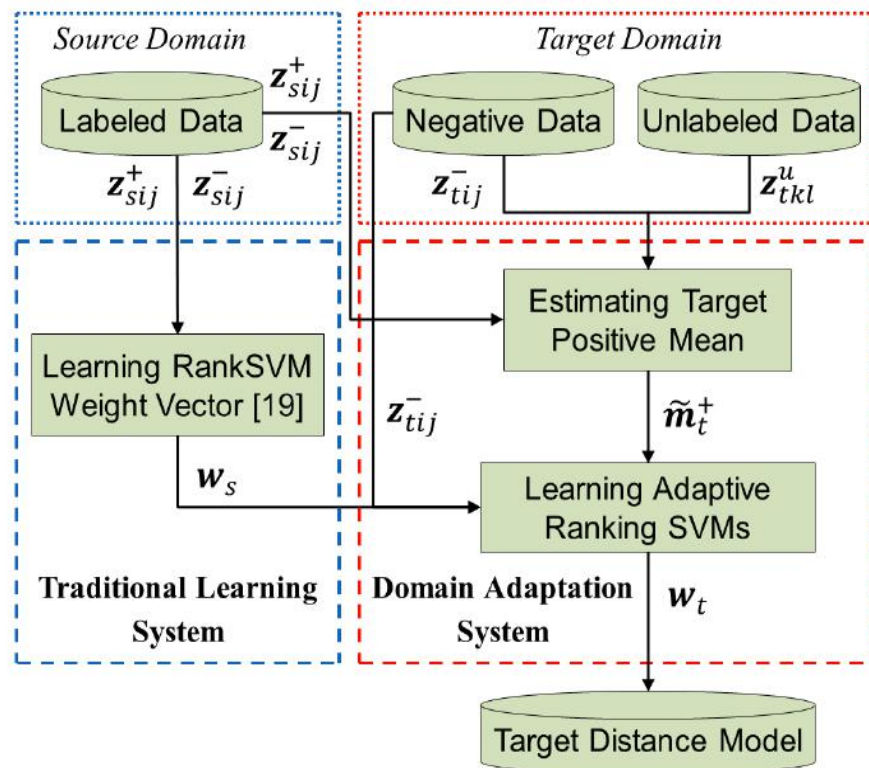 Source Domain
Target Domain
Labeled Data
z⁺ₛᵢⱼ
z⁻ₛᵢⱼ
Negative Data
Unlabeled Data
z⁺ₛᵢⱼ z⁻ₛᵢⱼ
z⁻ₜᵢⱼ
zᵘₜₖₗ
Estimating Target
Positive Mean
Learning RankSVM
Weight Vector [19]
z⁻ₜᵢⱼ
m̃⁺ₜ
wₛ
Learning Adaptive
Ranking SVMs
Traditional Learning
System
Domain Adaptation
System
wₜ
Target Distance Model